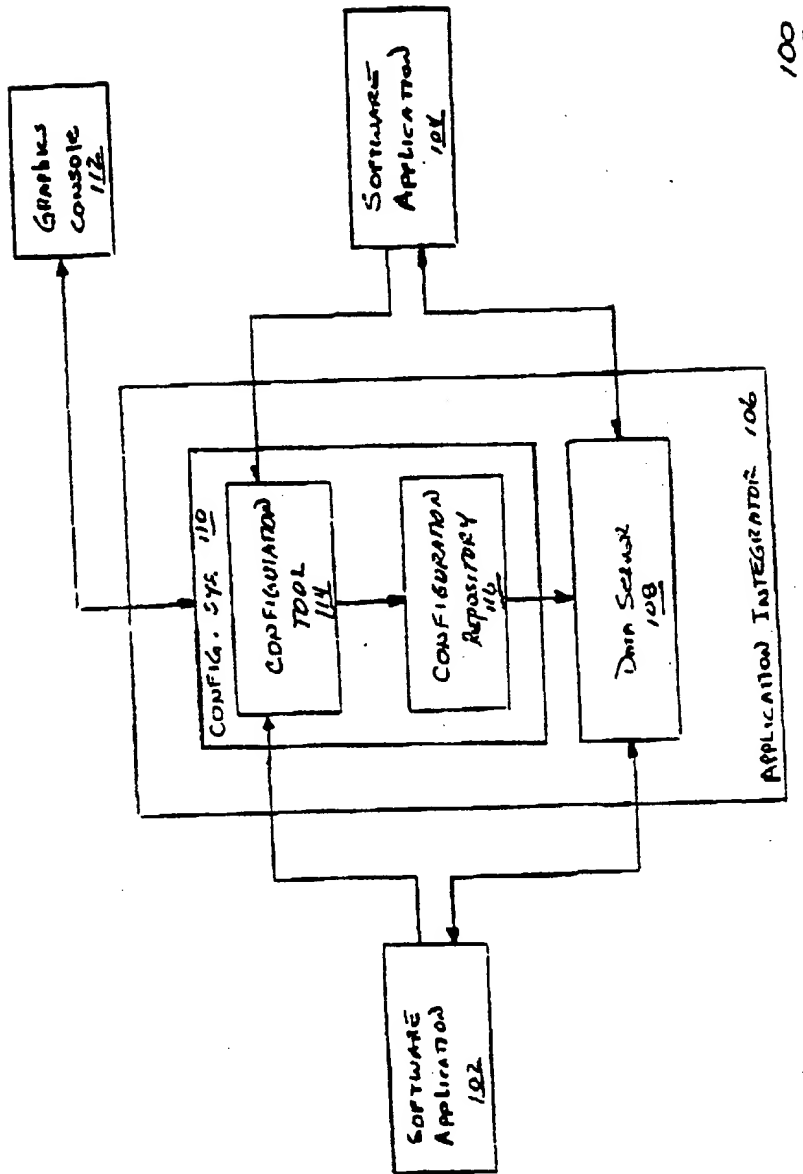 100
GRAPHICS
CONSOLE
112
SOFTWARE
APPLICATION
104
CONFIG. SYS. 110
CONFIGUIATION
TOOL
114
CONFIGURATION
REPOSITORY
116
DATA SERVER
108
APPLICATION INTEGRATOR 106
SOFTWARE
APPLICATION
102